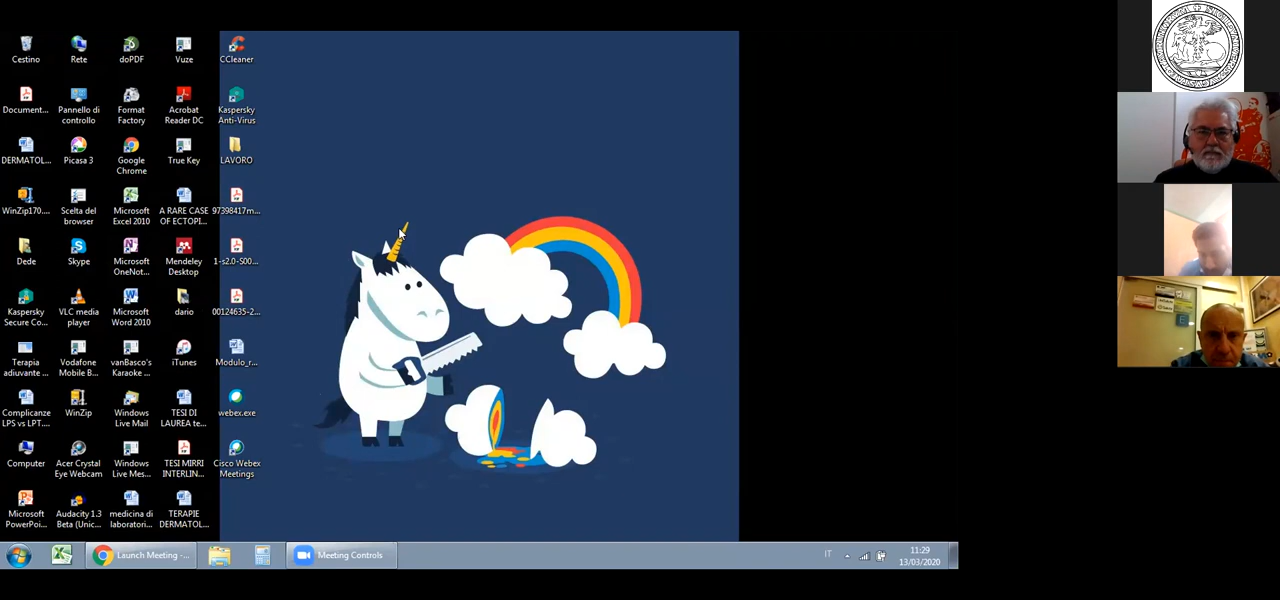 Cestino
Rete
doPDF
Vuze
CCleaner
Document...
Pannello di
controllo
Format
Factory
Acrobat
Reader DC
Kaspersky
Anti-Virus
DERMATOL...
Picasa 3
Google
Chrome
True Key
LAVORO
WinZip170....
Scelta del
browser
Microsoft
Excel 2010
A RARE CASE
OF ECTOPI...
97398417m...
Dede
Skype
Microsoft
OneNot...
Mendeley
Desktop
1-s2.0-S00...
Kaspersky
Secure Co...
VLC media
player
Microsoft
Word 2010
dario
00124635-2...
Terapia
adiuvante ...
Vodafone
Mobile B...
vanBasco's
Karaoke ...
iTunes
Modulo_r...
Complicanze
LPS vs LPT....
WinZip
Windows
Live Mail
TESI DI
LAUREA te...
webex.exe
Computer
Acer Crystal
Eye Webcam
Windows
Live Mes...
TESI MIRRI
INTERLIN...
Cisco Webex
Meetings
Microsoft
PowerPoi...
Audacity 1.3
Beta (Unic...
medicina di
laboratori...
TERAPIE
DERMATOL...
Launch Meeting -...
Meeting Controls
IT
11:29
13/03/2020